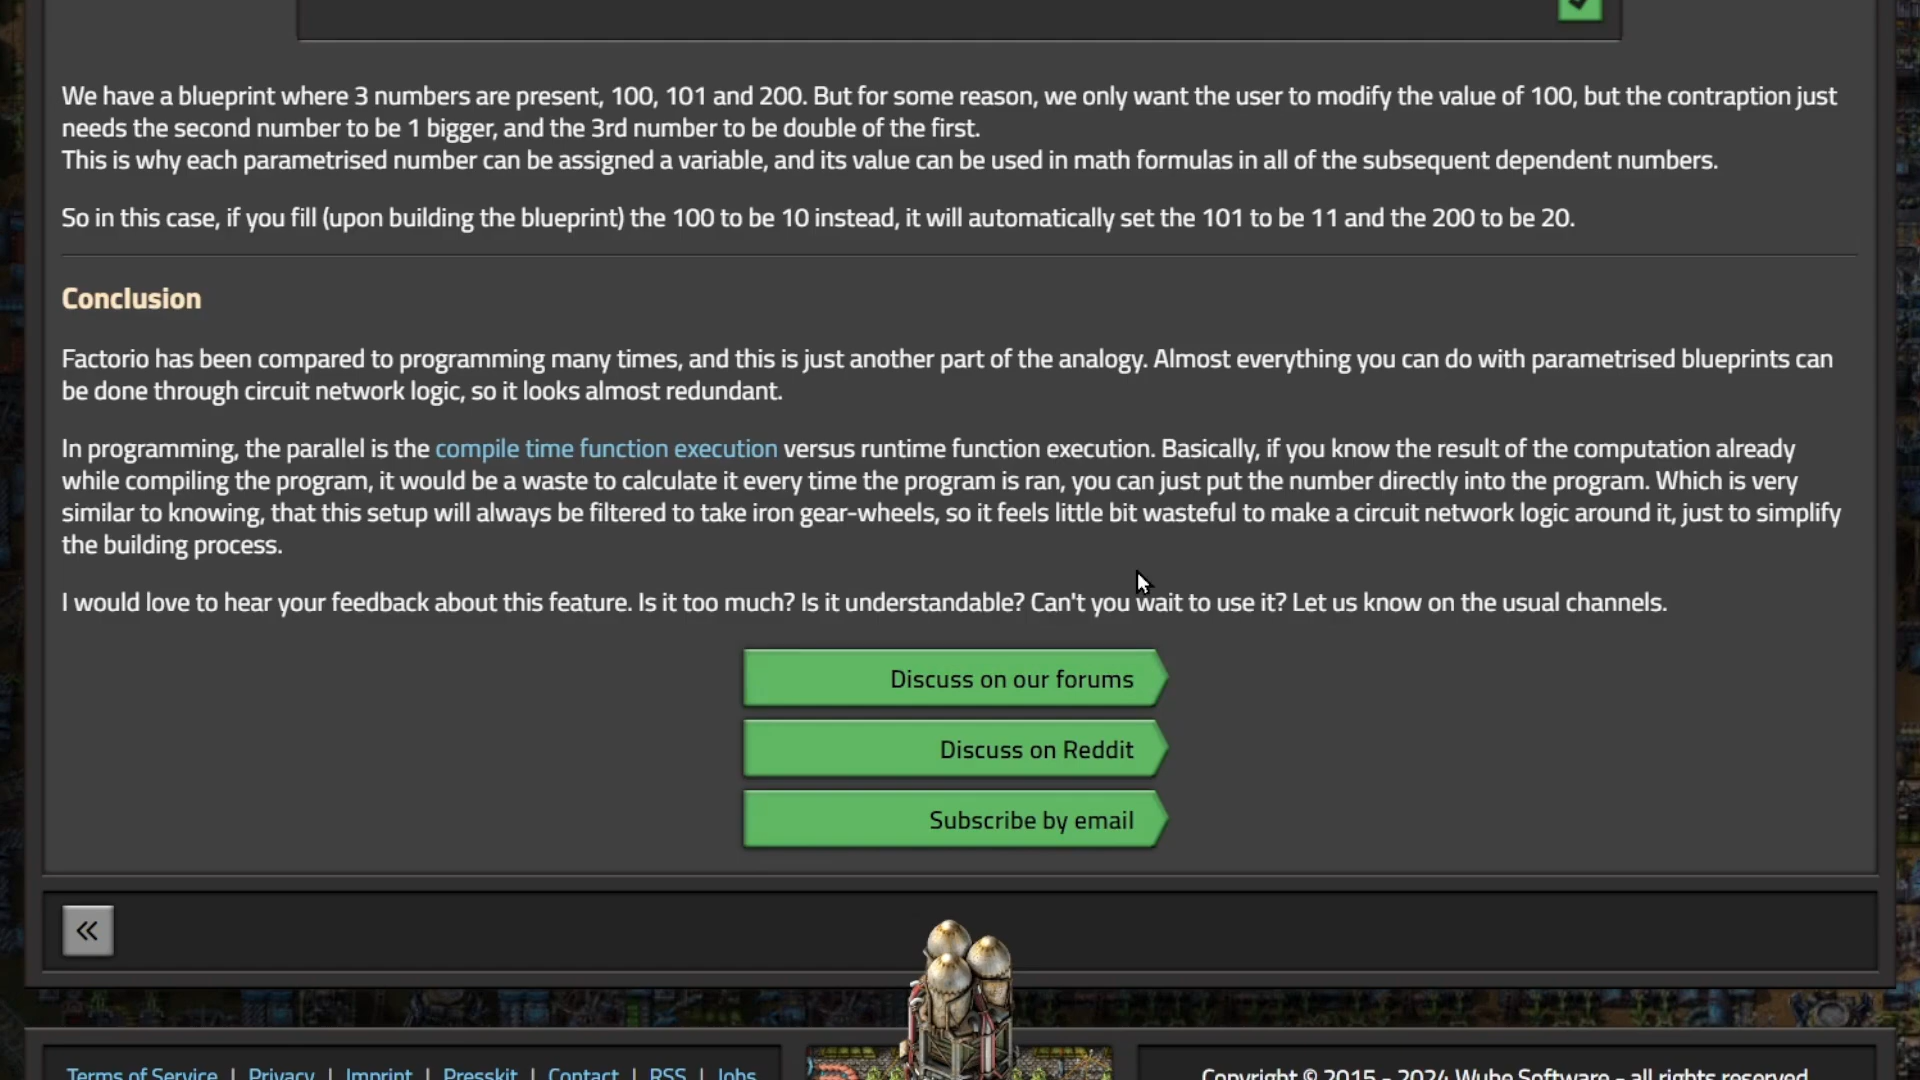 We have a blueprint where 3 numbers are present, 100, 101 and 200. But for some reason, we only want the user to modify the value of 100, but the contraption just
needs the second number to be 1 bigger, and the 3rd number to be double of the first.
This is why each parametrised number can be assigned a variable, and its value can be used in math formulas in all of the subsequent dependent numbers.
So in this case, if you fill (upon building the blueprint) the 100 to be 10 instead, it will automatically set the 101 to be 11 and the 200 to be 20.
Conclusion
Factorio has been compared to programming many times, and this is just another part of the analogy. Almost everything you can do with parametrised blueprints can
be done through circuit network logic, so it looks almost redundant.
In programming, the parallel is the compile time function execution versus runtime function execution. Basically, if you know the result of the computation already
while compiling the program, it would be a waste to calculate it every time the program is ran, you can just put the number directly into the program. Which is very
similar to knowing, that this setup will always be filtered to take iron gear-wheels, so it feels little bit wasteful to make a circuit network logic around it, just to simplify
the building process.
I would love to hear your feedback about this feature. Is it too much? Is it understandable? Can't you wait to use it? Let us know on the usual channels.
Discuss on our forums
Discuss on Reddit
Subscribe by email
«
Terms of Service | Privacy | Imprint | Presskit | Contact | RSS | Jobs
Copyright © 2015 - 2024 Wube Software - all rights reserved